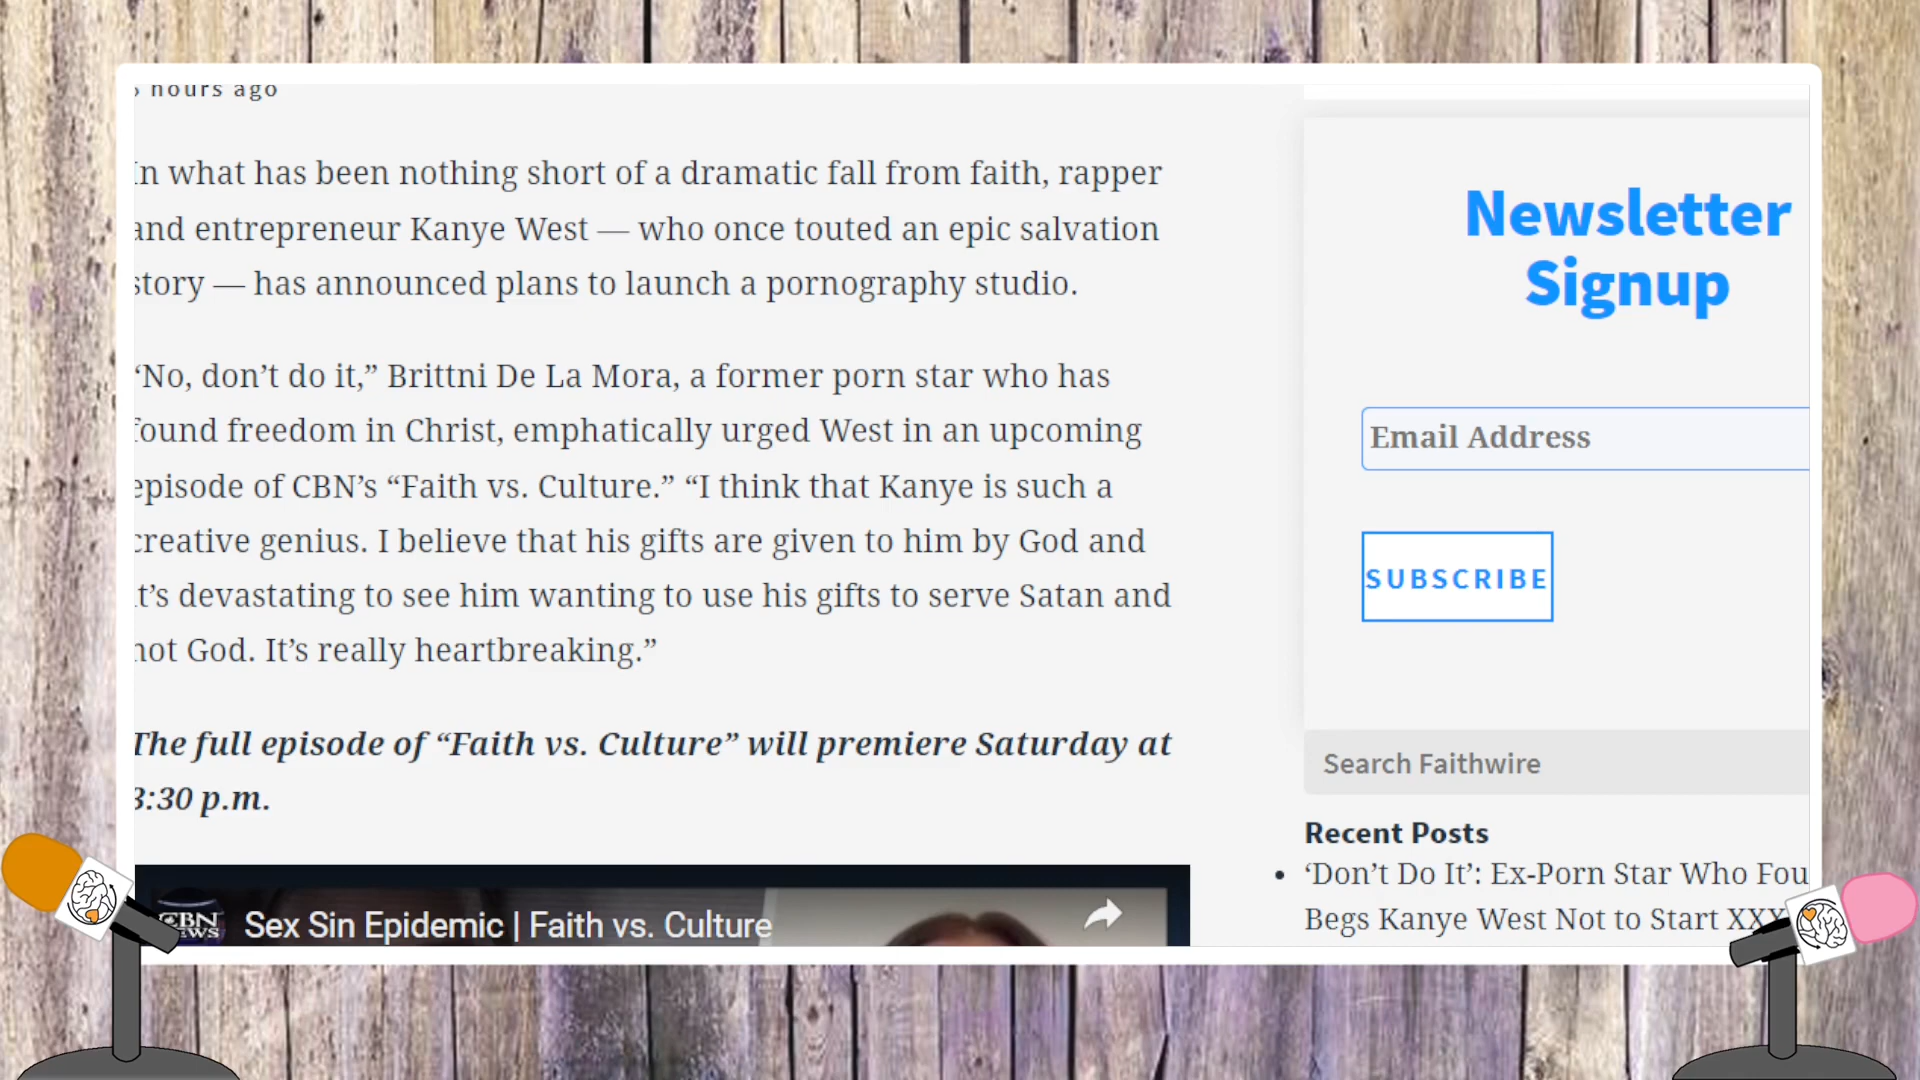 hours ago
In what has been nothing short of a dramatic fall from faith, rapper
and entrepreneur Kanye West — who once touted an epic salvation
story — has announced plans to launch a pornography studio.
“No, don’t do it,” Brittni De La Mora, a former porn star who has
found freedom in Christ, emphatically urged West in an upcoming
episode of CBN’s “Faith vs. Culture.” “I think that Kanye is such a
creative genius. I believe that his gifts are given to him by God and
it’s devastating to see him wanting to use his gifts to serve Satan and
not God. It’s really heartbreaking.”
The full episode of “Faith vs. Culture” will premiere Saturday at
3:30 p.m.
CBN
NEWS
Sex Sin Epidemic | Faith vs. Culture
Newsletter
Signup
Email Address
SUBSCRIBE
Search Faithwire
Recent Posts
‘Don’t Do It’: Ex-Porn Star Who Fou
Begs Kanye West Not to Start XXX